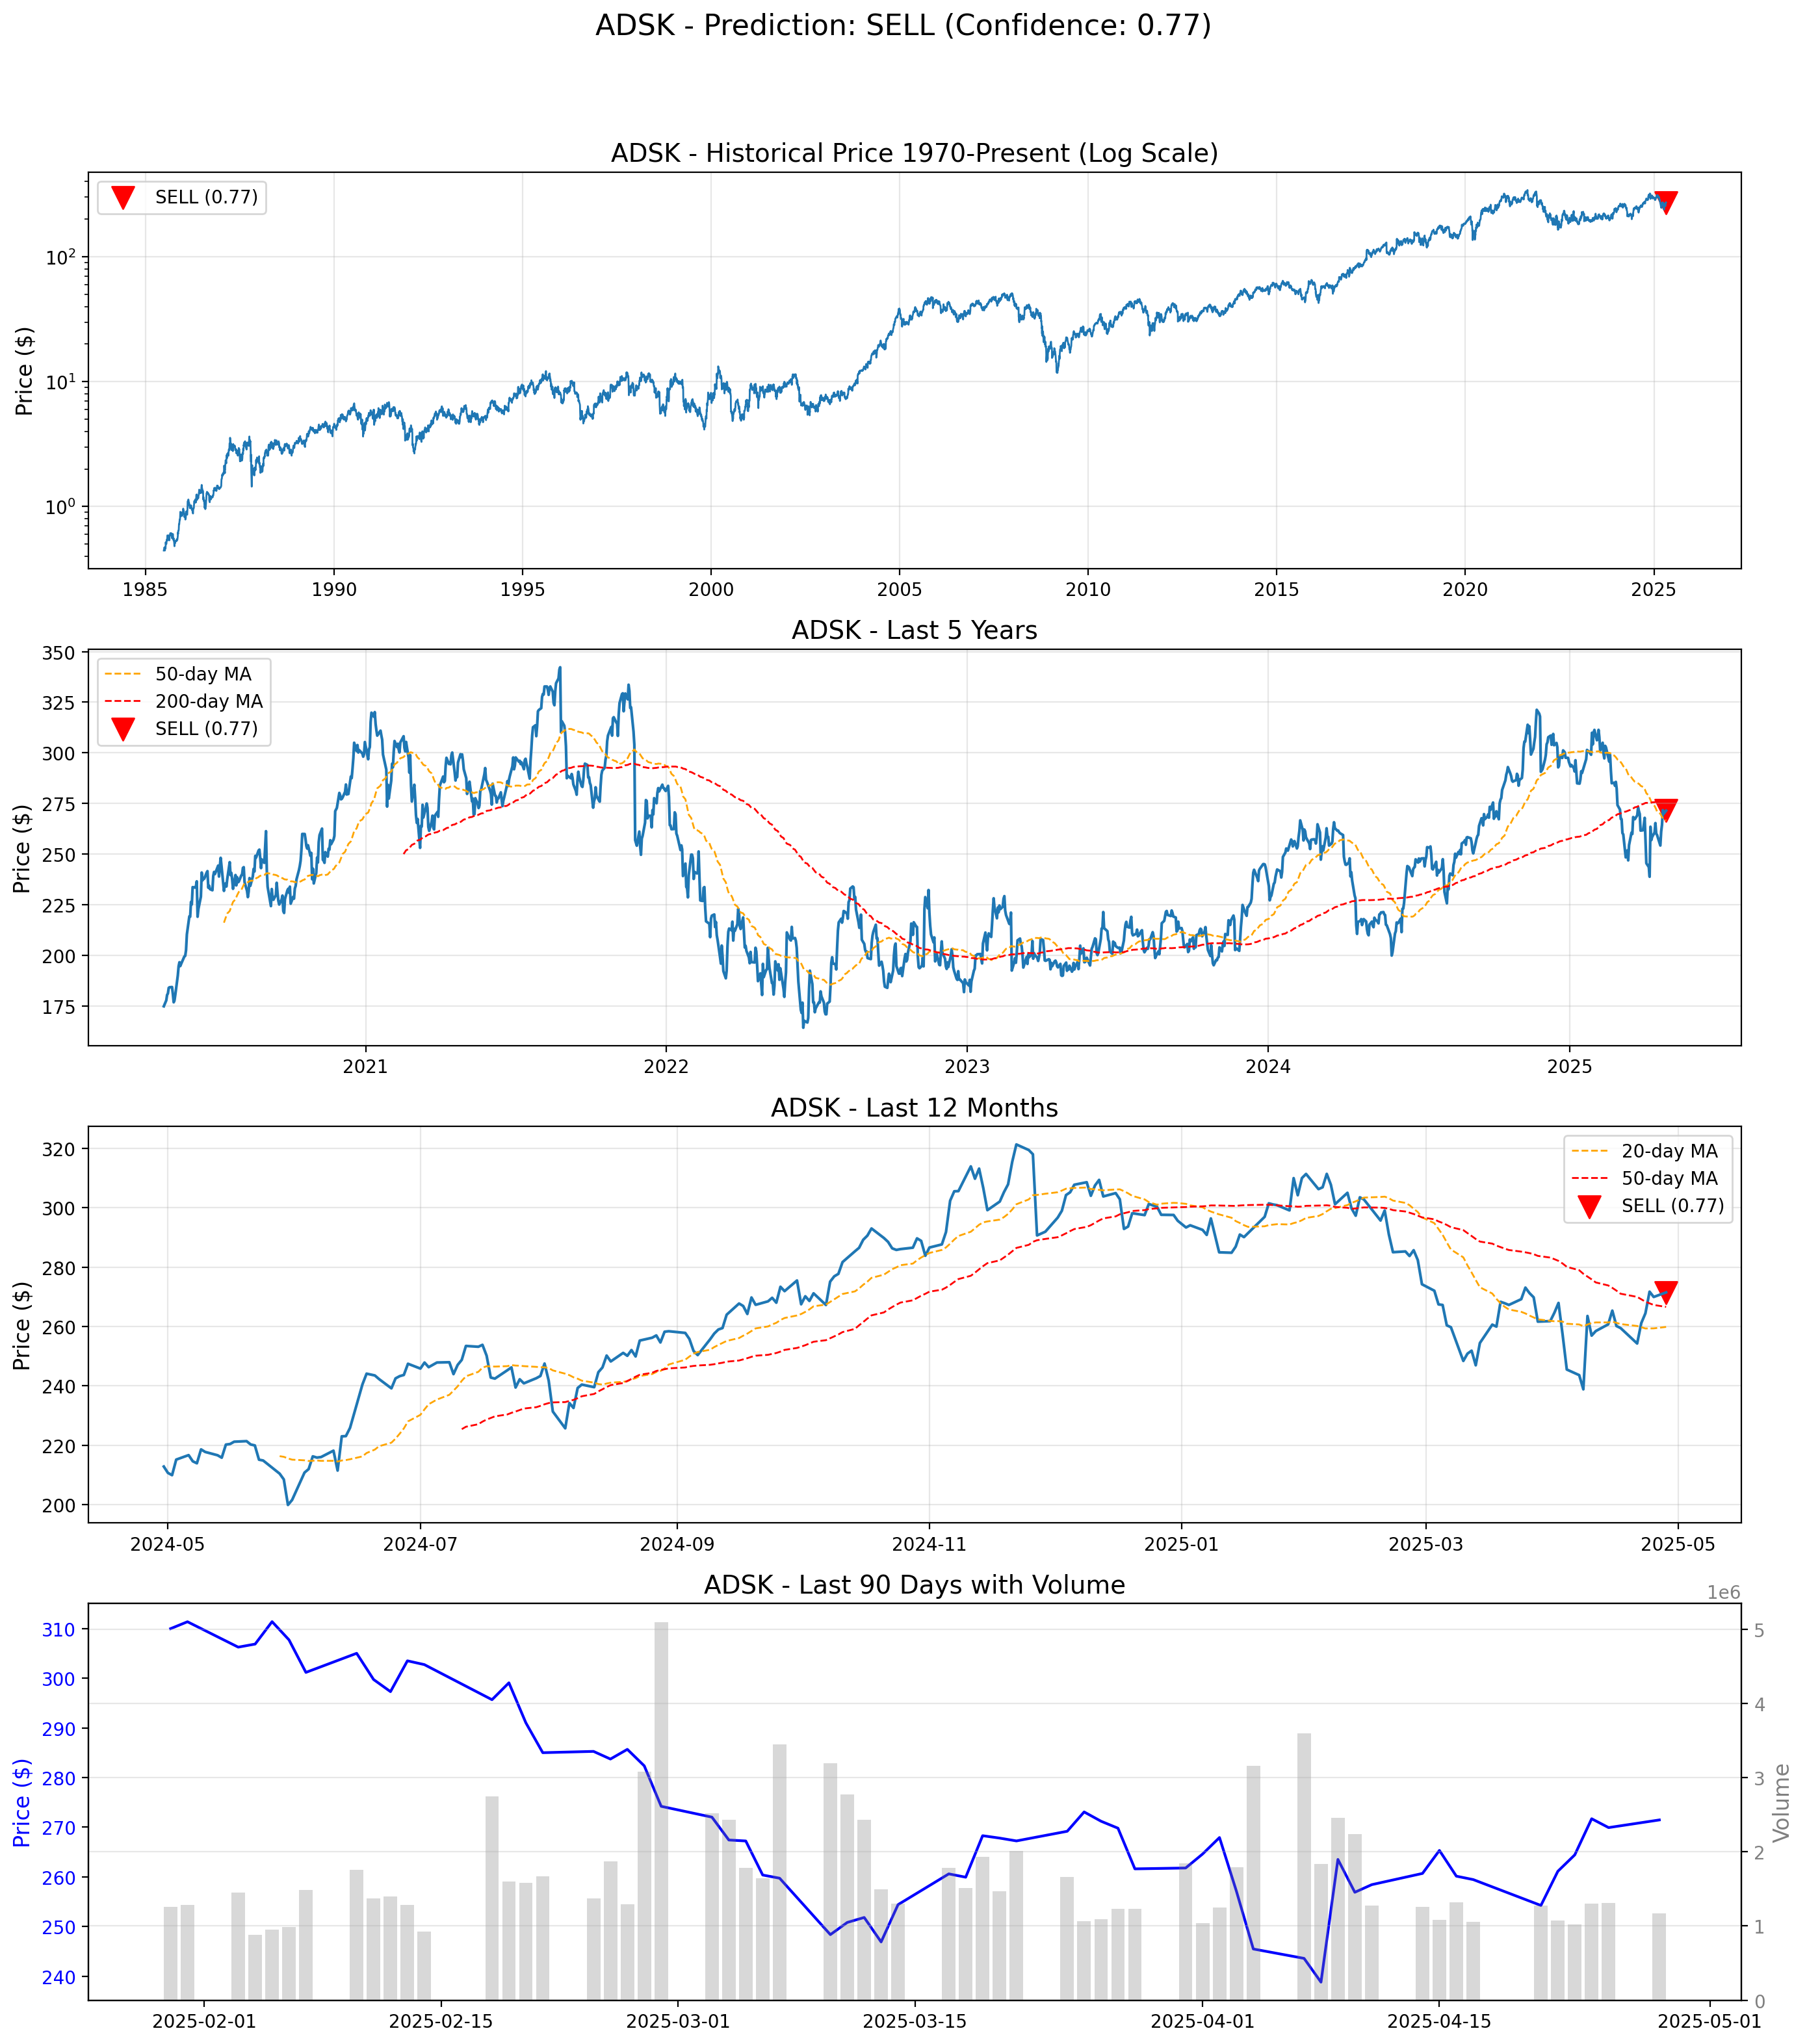 ADSK - Prediction: SELL (Confidence: 0.77)
ADSK - Historical Price 1970-Present (Log Scale)
SELL (0.77)
Price ($)
10²
10¹
10⁰
1985 1990 1995 2000 2005 2010 2015 2020 2025
ADSK - Last 5 Years
50-day MA
200-day MA
SELL (0.77)
Price ($)
350
325
300
275
250
225
200
175
2021 2022 2023 2024 2025
ADSK - Last 12 Months
20-day MA
50-day MA
SELL (0.77)
Price ($)
320
300
280
260
240
220
200
2024-05 2024-07 2024-09 2024-11 2025-01 2025-03 2025-05
ADSK - Last 90 Days with Volume
1e6
Price ($)
310
300
290
280
270
260
250
240
5
4
3
2
1
0
Volume
2025-02-01 2025-02-15 2025-03-01 2025-03-15 2025-04-01 2025-04-15 2025-05-01